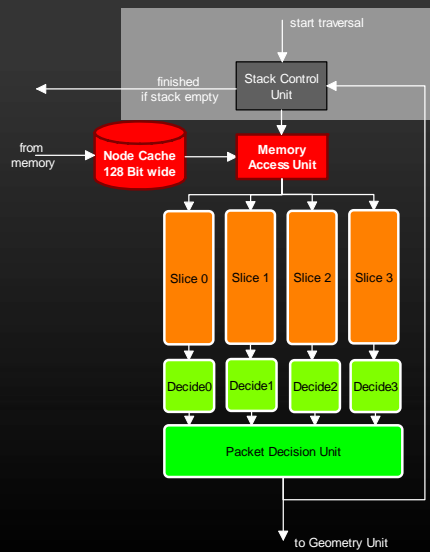 start traversal
Stack Control
Unit
finished
if stack empty
from
memory
Node Cache
128 Bit wide
Memory
Access Unit
Slice 0
Slice 1
Slice 2
Slice 3
Decide0
Decide1
Decide2
Decide3
Packet Decision Unit
to Geometry Unit